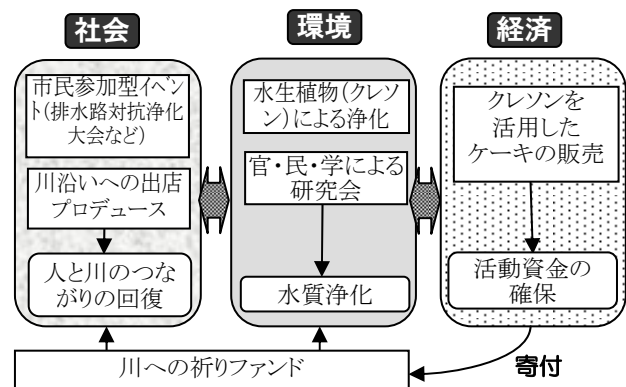 社会
環境
経済
市民参加型イベン
ト(排水路対抗浄化
大会など)
川沿いへの出店
プロデュース
人と川のつな
がりの回復
水生植物(クレソ
ン)による浄化
官・民・学による
研究会
水質浄化
クレソンを
活用した
ケーキの販売
活動資金の
確保
川への祈りファンド
寄付